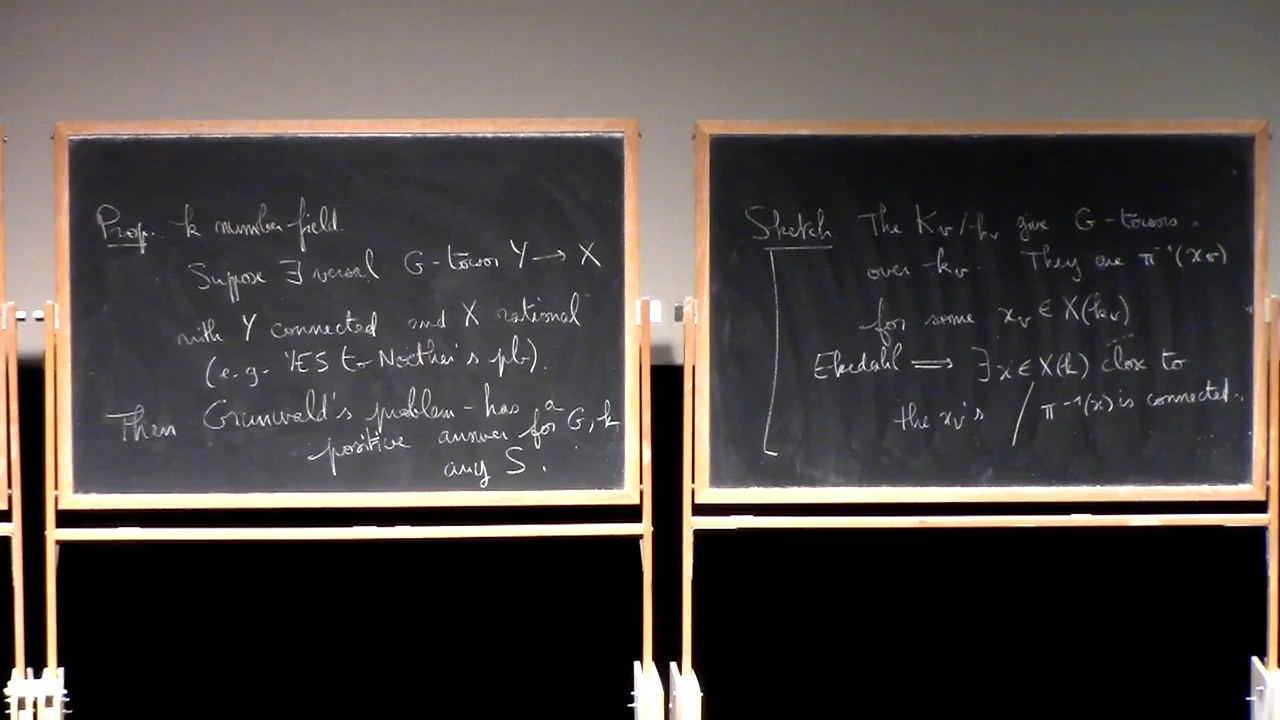 Prop. k number field.
Suppose ∃ versal G-torsor Y → X
with Y connected and X rational
(e.g. YES to Noether's pb).
Then Grunwald's problem has a
positive answer for G, k
any S.
Sketch The Kv/kv give G-torsors.
over kv. They are π⁻¹(xv)
for some xv ∈ X(kv)
Ekedahl ⟹ ∃x ∈ X(k) close to
the xv's / π⁻¹(x) is connected.